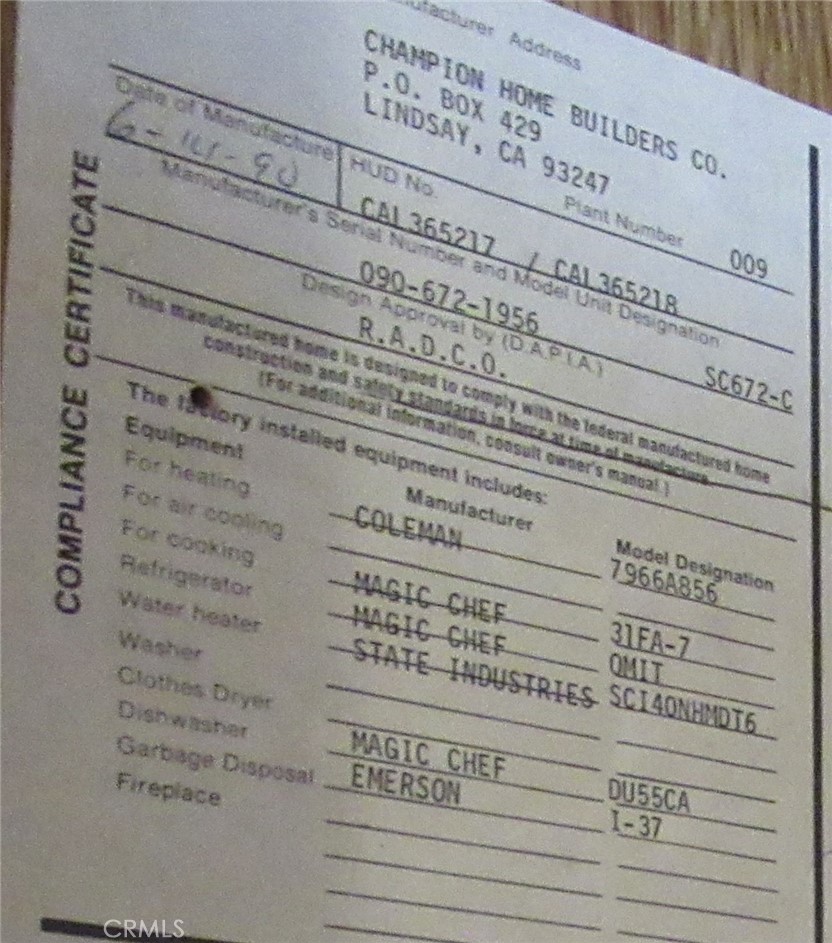 Manufacturer Address
CHAMPION HOME BUILDERS CO.
P.O. BOX 429
LINDSAY, CA 93247
Date of Manufacture HUD No. Plant Number
CAL365217 / CAL365218 009
Manufacturer's Serial Number and Model Unit Designation
090-672-1956 SC672-C
Design Approval by (D.A.P.I.A.)
R.A.D.C.O.
This manufactured home is designed to comply with the federal manufactured home
construction and safety standards in force at time of manufacture.
(For additional information, consult owner's manual.)
COMPLIANCE CERTIFICATE
The factory installed equipment includes:
Equipment Manufacturer Model Designation
For heating COLEMAN 7966A856
For air cooling
For cooking MAGIC CHEF 31FA-7
Refrigerator MAGIC CHEF QMIT
Water heater STATE INDUSTRIES SCI40NHMDT6
Washer
Clothes Dryer
Dishwasher MAGIC CHEF DU55CA
Garbage Disposal EMERSON I-37
Fireplace
CRMLS